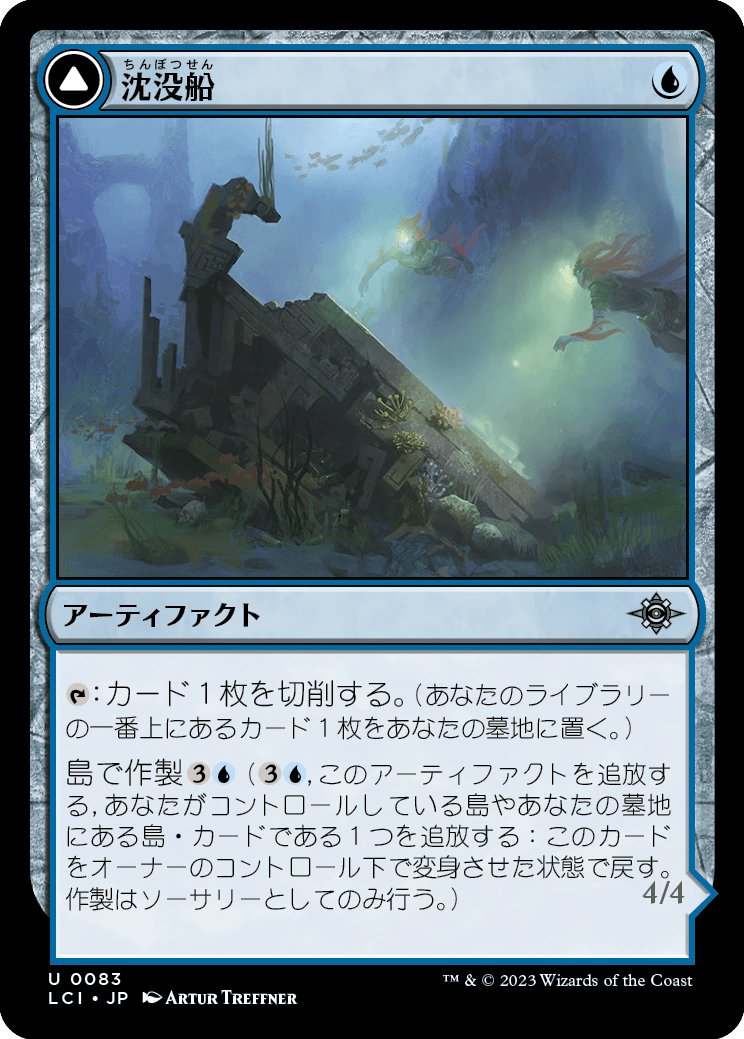 ちんぼつせん
沈没船
アーティファクト
：カード１枚を切削する。（あなたのライブラリー
の一番上にあるカード１枚をあなたの墓地に置く。）
島で作製3（3,このアーティファクトを追放す
る,あなたがコントロールしている島やあなたの墓地
にある島・カードである１つを追放する：このカード
をオーナーのコントロール下で変身させた状態で戻す。
作製はソーサリーとしてのみ行う。）
4/4
U 0083
™ & © 2023 Wizards of the Coast
LCI • JP ARTUR TREFFNER